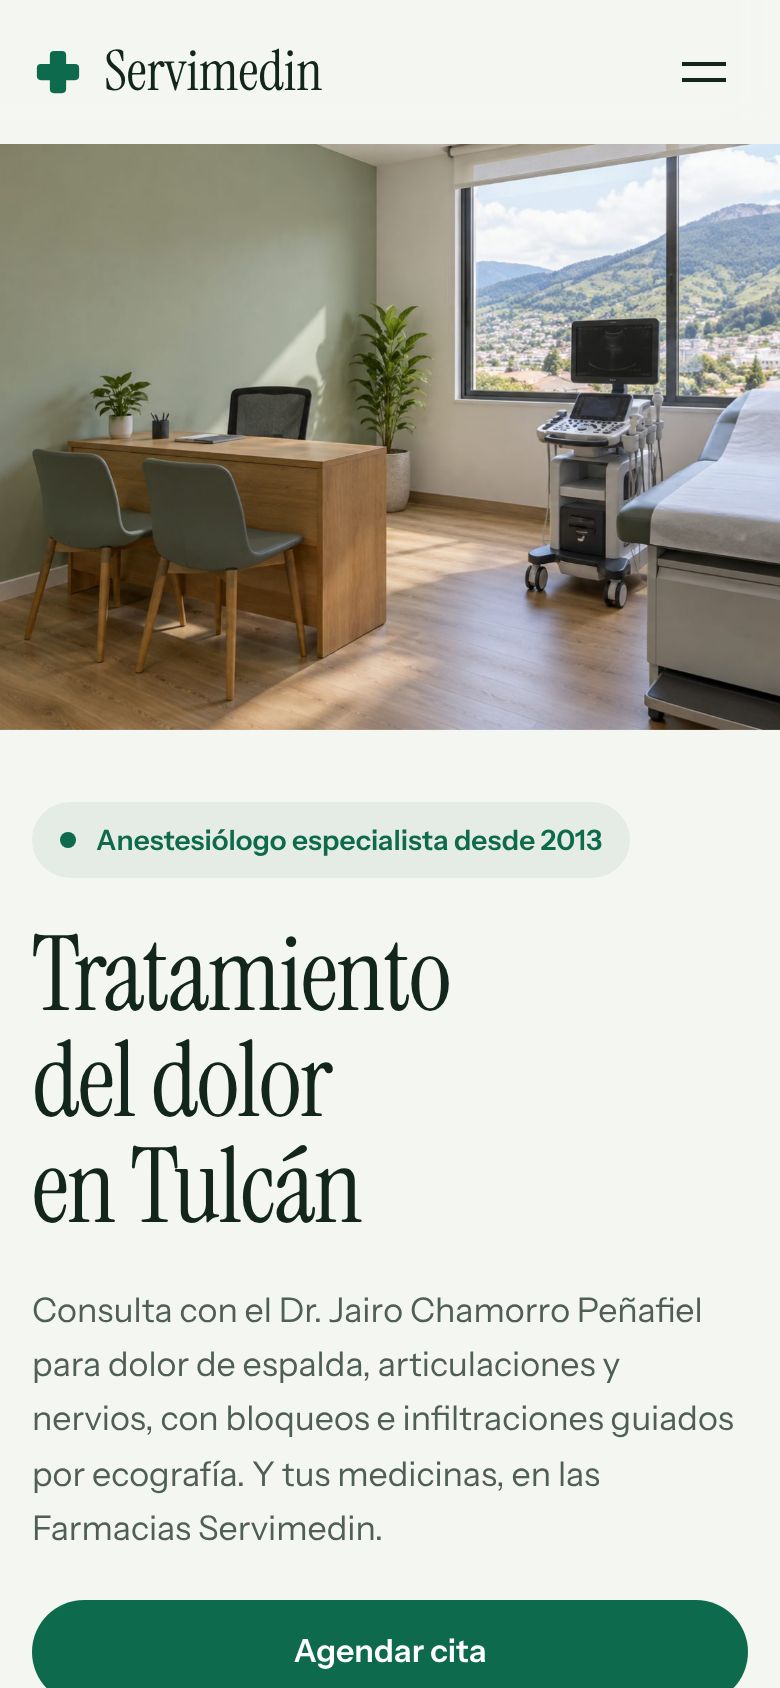 Servimedin
Anestesiólogo especialista desde 2013
Tratamiento
del dolor
en Tulcán
Consulta con el Dr. Jairo Chamorro Peñafiel
para dolor de espalda, articulaciones y
nervios, con bloqueos e infiltraciones guiados
por ecografía. Y tus medicinas, en las
Farmacias Servimedin.
Agendar cita